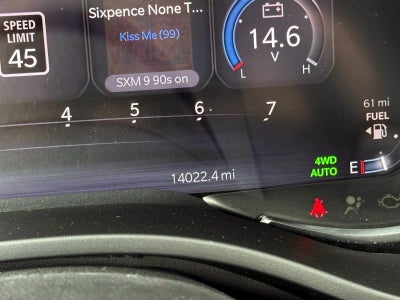 SPEED
LIMIT
45
Sixpence None T...
Kiss Me (99)
SXM 9 90s on
14.6
V
L
H
4
5
6
7
61 mi
FUEL
14022.4 mi
4WD
AUTO
E